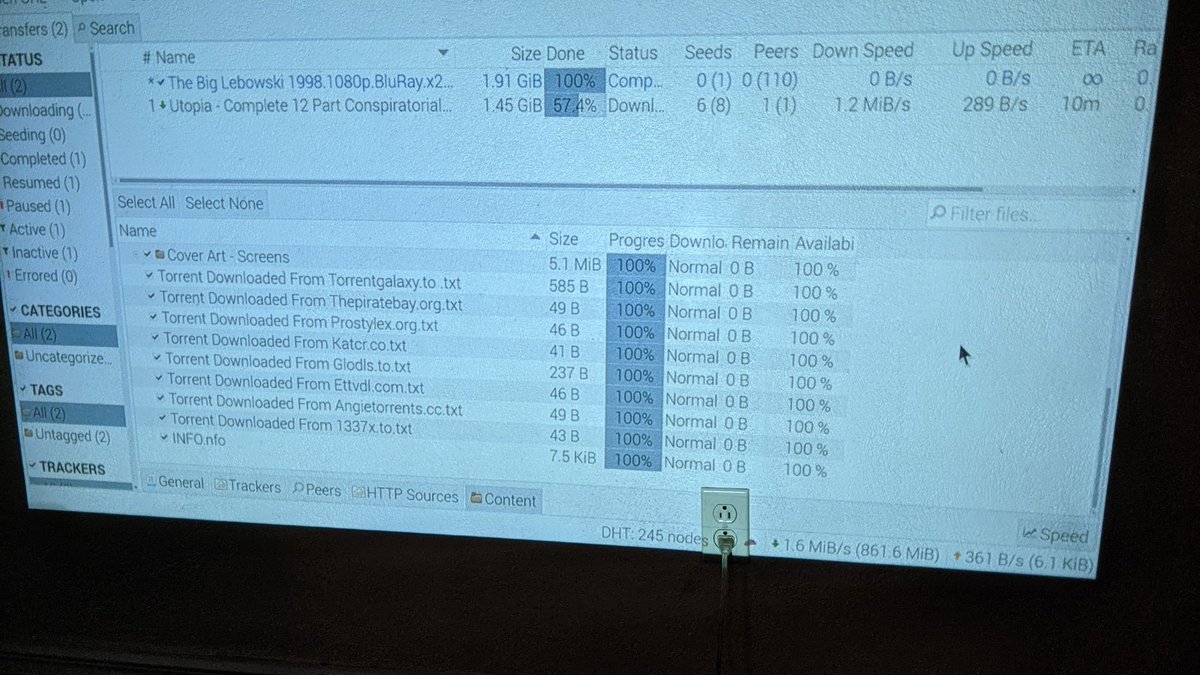 ansfers (2) Search
TATUS
ll (2)
Downloading (...
Seeding (0)
Completed (1)
Resumed (1)
Paused (1)
Active (1)
Inactive (1)
Errored (0)
CATEGORIES
All (2)
Uncategorize...
TAGS
All (2)
Untagged (2)
TRACKERS
# Name Size Done Status Seeds Peers Down Speed Up Speed ETA Ra
* The Big Lebowski 1998.1080p.BluRay.x2... 1.91 GiB 100% Comp... 0 (1) 0 (110) 0 B/s 0 B/s ∞ 0.
1 Utopia - Complete 12 Part Conspiratorial... 1.45 GiB 57.4% Downl... 6 (8) 1 (1) 1.2 MiB/s 289 B/s 10m 0.
Select All Select None Filter files...
Name Size Progres Downlo. Remain Availabi
Cover Art - Screens 5.1 MiB 100% Normal 0 B 100 %
Torrent Downloaded From Torrentgalaxy.to .txt 585 B 100% Normal 0 B 100 %
Torrent Downloaded From Thepiratebay.org.txt 49 B 100% Normal 0 B 100 %
Torrent Downloaded From Prostylex.org.txt 46 B 100% Normal 0 B 100 %
Torrent Downloaded From Katcr.co.txt 41 B 100% Normal 0 B 100 %
Torrent Downloaded From Glodls.to.txt 237 B 100% Normal 0 B 100 %
Torrent Downloaded From Ettvdl.com.txt 46 B 100% Normal 0 B 100 %
Torrent Downloaded From Angietorrents.cc.txt 49 B 100% Normal 0 B 100 %
Torrent Downloaded From 1337x.to.txt 43 B 100% Normal 0 B 100 %
INFO.nfo 7.5 KiB 100% Normal 0 B 100 %
General Trackers Peers HTTP Sources Content Speed
DHT: 245 nodes 1.6 MiB/s (861.6 MiB) 361 B/s (6.1 KiB)